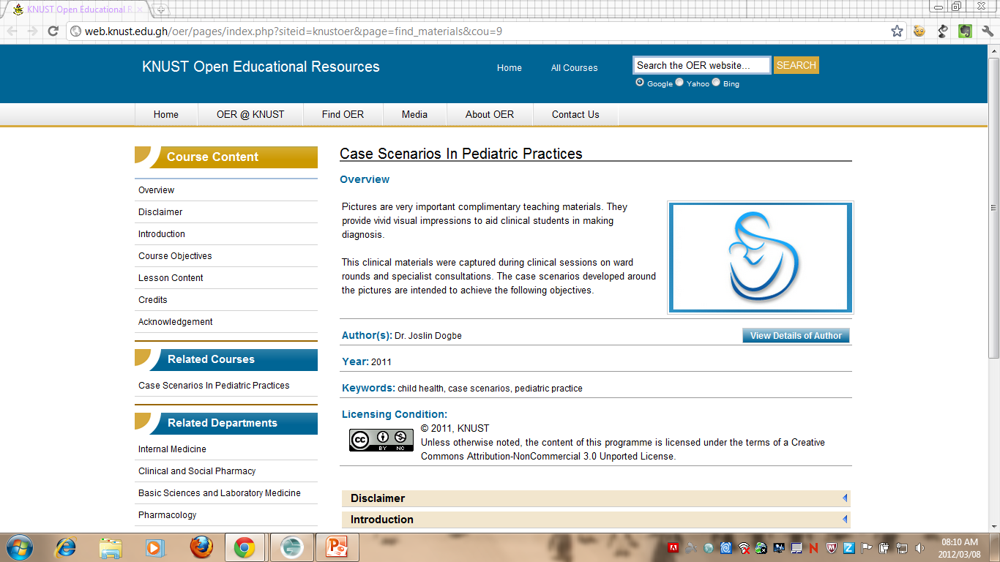 KNUST Open Educational R
web.knust.edu.gh/oer/pages/index.php?siteid=knustoer&page=find_materials&cou=9
KNUST Open Educational Resources
Home
All Courses
Search the OER website...
SEARCH
Google
Yahoo
Bing
Home
OER @ KNUST
Find OER
Media
About OER
Contact Us
Course Content
Overview
Disclaimer
Introduction
Course Objectives
Lesson Content
Credits
Acknowledgement
Related Courses
Case Scenarios In Pediatric Practices
Related Departments
Internal Medicine
Clinical and Social Pharmacy
Basic Sciences and Laboratory Medicine
Pharmacology
Case Scenarios In Pediatric Practices
Overview
Pictures are very important complimentary teaching materials. They
provide vivid visual impressions to aid clinical students in making
diagnosis.
This clinical materials were captured during clinical sessions on ward
rounds and specialist consultations. The case scenarios developed around
the pictures are intended to achieve the following objectives.
Author(s): Dr. Joslin Dogbe
View Details of Author
Year: 2011
Keywords: child health, case scenarios, pediatric practice
Licensing Condition:
cc
BY NC
© 2011, KNUST
Unless otherwise noted, the content of this programme is licensed under the terms of a Creative
Commons Attribution-NonCommercial 3.0 Unported License.
Disclaimer
Introduction
08:10 AM
2012/03/08